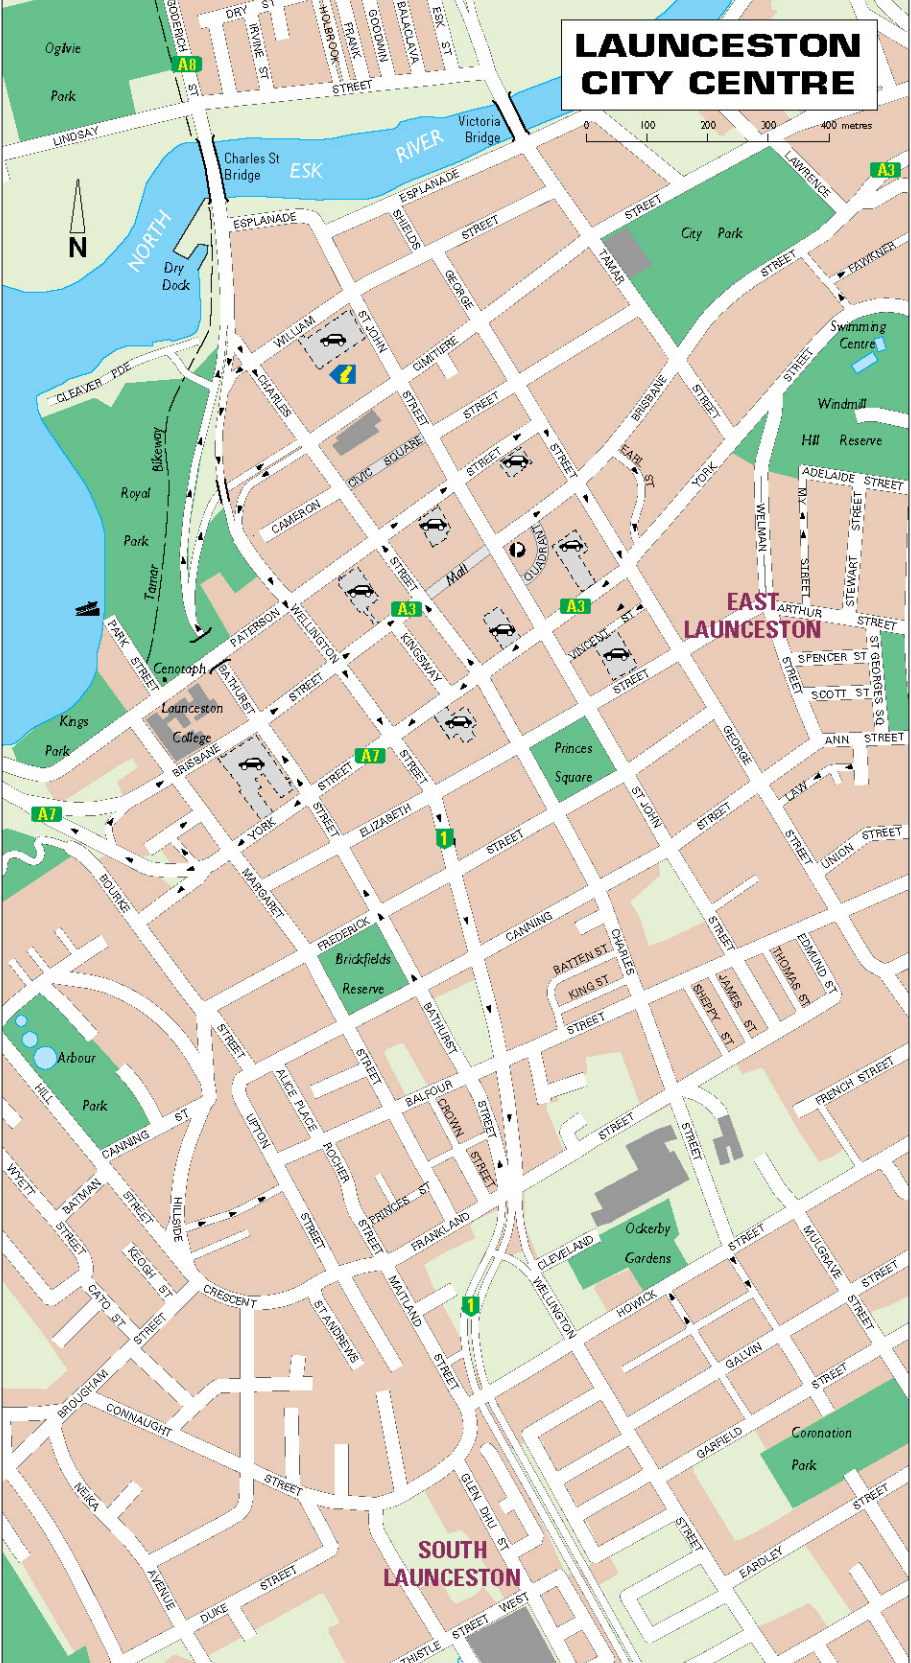 LAUNCESTON
CITY CENTRE
0 100 200 300 400 metres
GODERICH
ST
DRY ST
IRVINE ST
HOLBROOK
FRANK
GOODWIN
BALACLAVA
ESK ST
STREET
Ogilvie
Park
A8
LINDSAY
Victoria
Bridge
Charles St
Bridge
NORTH
ESK
RIVER
N
Dry
Dock
ESPLANADE
ESPLANADE
SHIELDS
STREET
STREET
LAWRENCE
A3
City Park
TAMAR
STREET
FAWKNER
GEORGE
WILLIAM
ST JOHN
CIMITIERE
Swimming
Centre
GLEAVER PDE
CHARLES
STREET
STREET
BRISBANE
STREET
STREET
Windmill
Hill Reserve
Bikeway
Royal
Park
Tamar
CIVIC SQUARE
STREET
STREET
EARL ST
YORK
ADELAIDE STREET
CAMERON
WELMAN
MY
STREET
STEWART STREET
QUADRANT
Mall
STREET
A3
A3
EAST
LAUNCESTON
ARTHUR
STREET
PARK STREET
PATERSON
WELLINGTON
KINGSWAY
VINCENT ST
Cenotaph
BATHURST
STREET
STREET
STREET
SPENCER ST
SCOTT ST
ST GEORGES SQ
ANN STREET
Launceston
College
Kings
Park
BRISBANE
A7
STREET
STREET
Princes
Square
GEORGE
LAW
A7
YORK
STREET
ELIZABETH
1
STREET
ST JOHN
STREET
STREET
UNION STREET
BOURKE
MARGARET
FREDERICK
CANNING
Brickfields
Reserve
BATTEN ST
KING ST
CHARLES
STREET
EDMUND ST
THOMAS ST
JAMES ST
SHEPPY ST
STREET
BATHURST
STREET
STREET
Arbour
Park
HILL
ALICE PLACE
BALFOUR
CROWN
STREET
STREET
FRENCH STREET
CANNING ST
UPTON
ROCHER
STREET
STREET
WYETT
STREET
BATMAN
STREET
HILLSIDE
PRINCES ST
FRANKLAND
STREET
STREET
Ockerby
Gardens
CLEVELAND
STREET
MULGRAVE
STREET
STREET
KEOGH ST
CATO ST
CRESCENT
ST ANDREWS
MAITLAND
STREET
1
WELLINGTON
HOWICK
STREET
GALVIN
STREET
BROUGHAM
CONNAUGHT
STREET
GARFIELD
Coronation
Park
NEIKA
AVENUE
GLEN DHU ST
STREET
STREET
EARDLEY
SOUTH
LAUNCESTON
DUKE
STREET
THISTLE STREET WEST